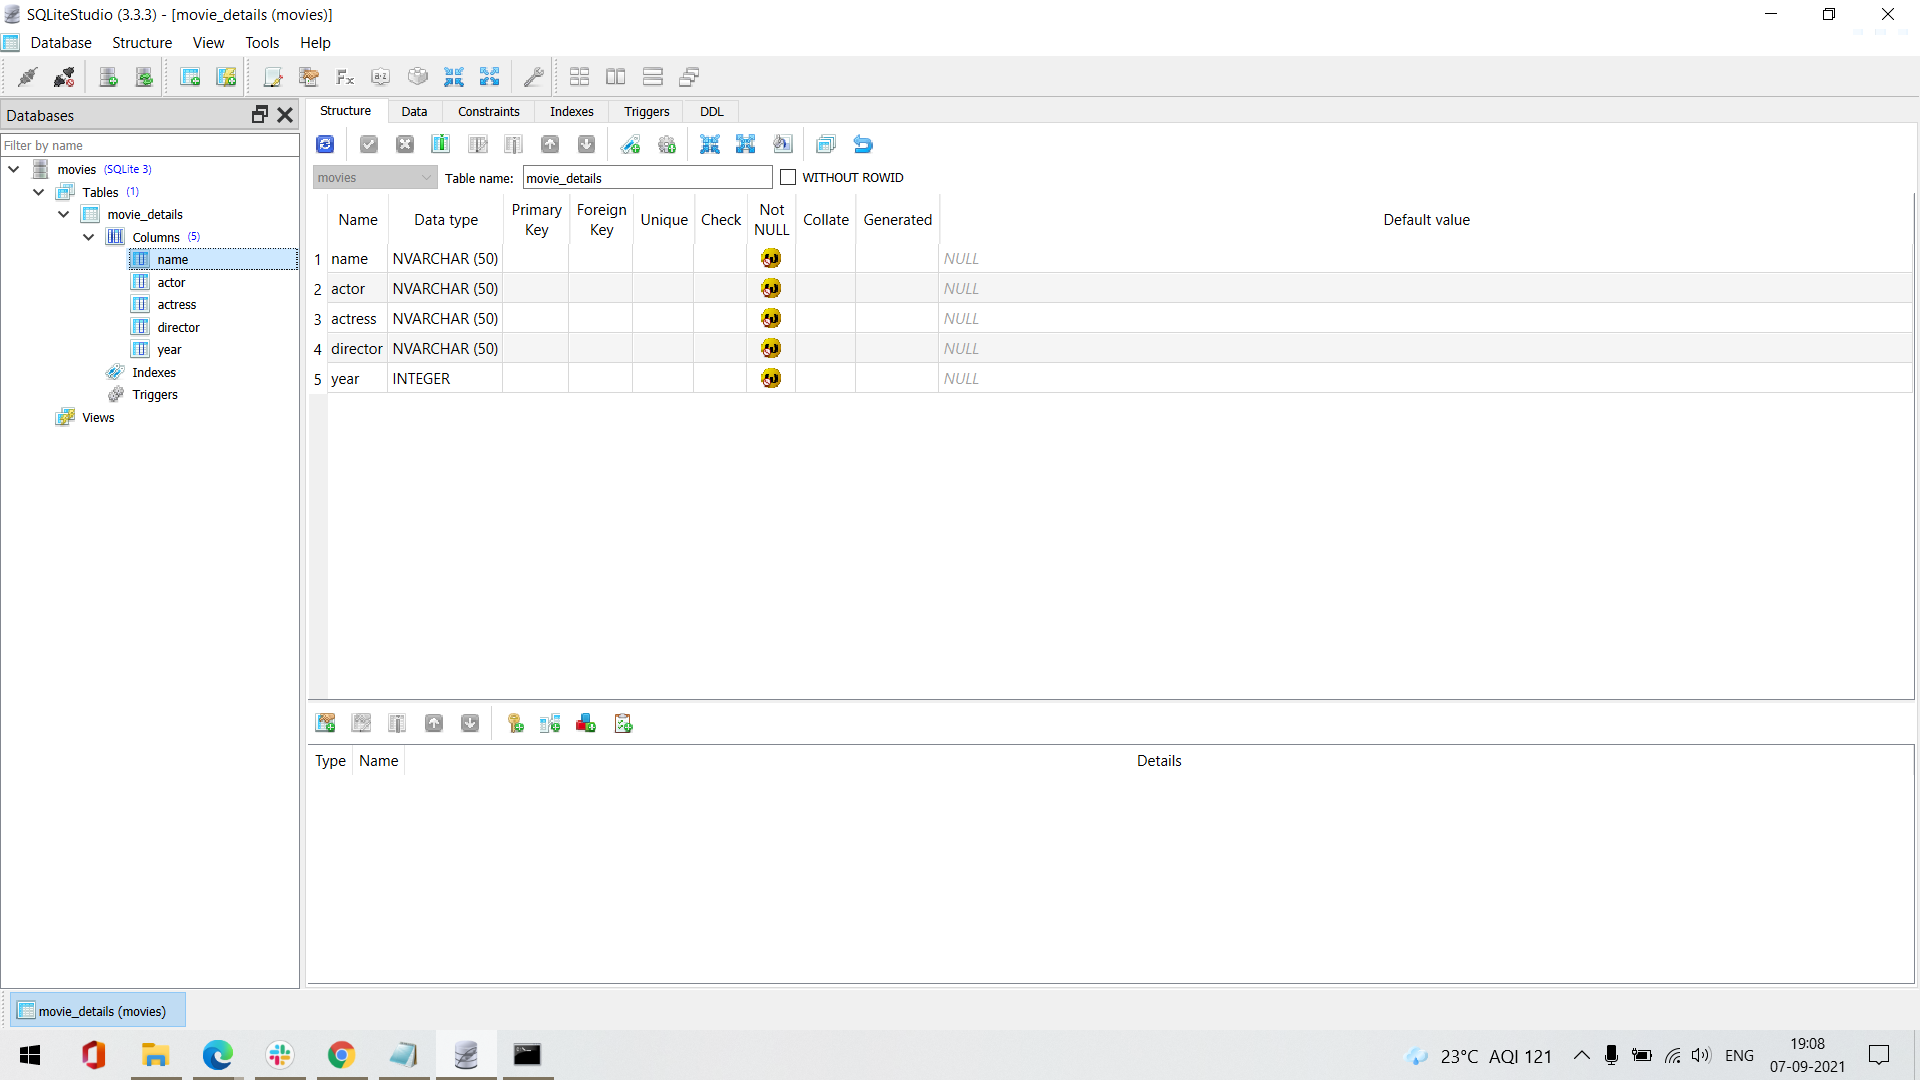 SQLiteStudio (3.3.3) - [movie_details (movies)]
Database Structure View Tools Help
Databases
Filter by name
movies (SQLite 3)
Tables (1)
movie_details
Columns (5)
name
actor
actress
director
year
Indexes
Triggers
Views
Structure Data Constraints Indexes Triggers DDL
movies Table name: movie_details WITHOUT ROWID
Name Data type Primary Key Foreign Key Unique Check Not NULL Collate Generated Default value
1 name NVARCHAR (50) NULL
2 actor NVARCHAR (50) NULL
3 actress NVARCHAR (50) NULL
4 director NVARCHAR (50) NULL
5 year INTEGER NULL
Type Name Details
movie_details (movies)
23°C AQI 121 ENG 19:08
07-09-2021